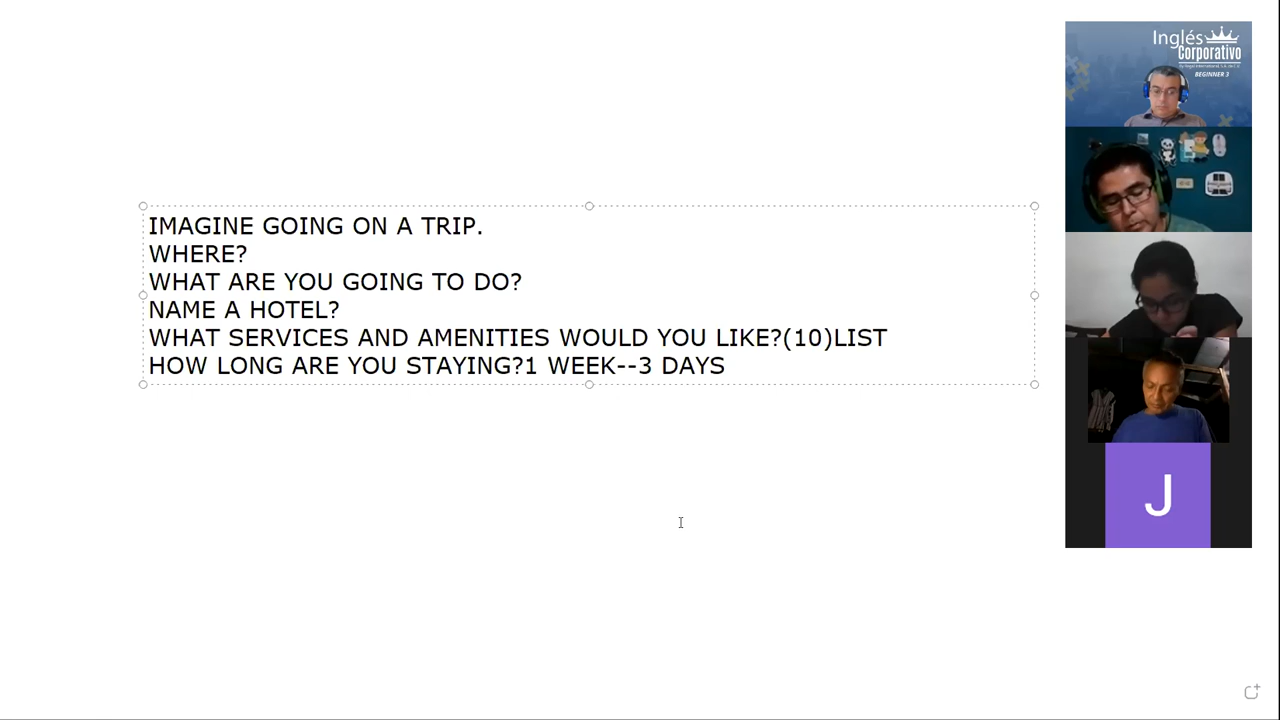 IMAGINE GOING ON A TRIP.
WHERE?
WHAT ARE YOU GOING TO DO?
NAME A HOTEL?
WHAT SERVICES AND AMENITIES WOULD YOU LIKE?(10)LIST
HOW LONG ARE YOU STAYING?1 WEEK--3 DAYS
Inglés
Corporativo
BEGINNER 3
J